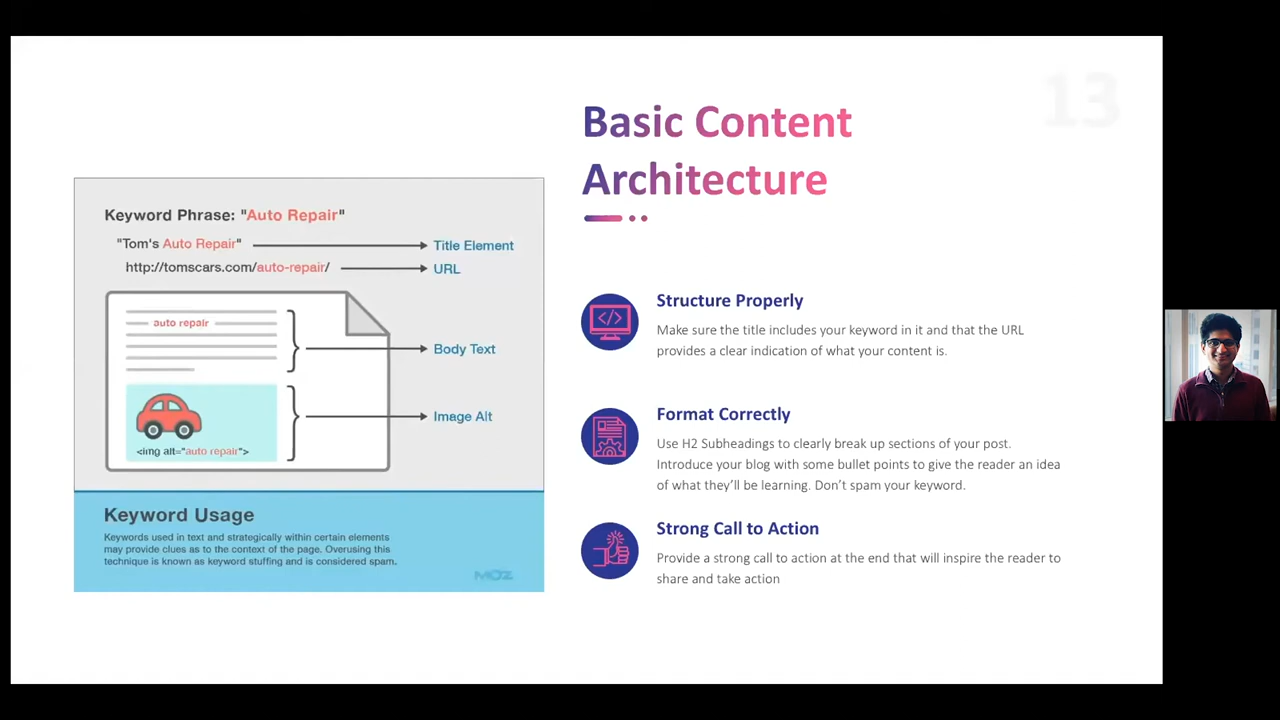 13
Basic Content
Architecture
Keyword Phrase: "Auto Repair"
"Tom's Auto Repair"
Title Element
http://tomscars.com/auto-repair/
URL
auto repair
Body Text
Image Alt
<img alt="auto repair">
Keyword Usage
Keywords used in text and strategically within certain elements
may provide clues as to the context of the page. Overusing this
technique is known as keyword stuffing and is considered spam.
MOZ
Structure Properly
Make sure the title includes your keyword in it and that the URL
provides a clear indication of what your content is.
Format Correctly
Use H2 Subheadings to clearly break up sections of your post.
Introduce your blog with some bullet points to give the reader an idea
of what they'll be learning. Don't spam your keyword.
Strong Call to Action
Provide a strong call to action at the end that will inspire the reader to
share and take action